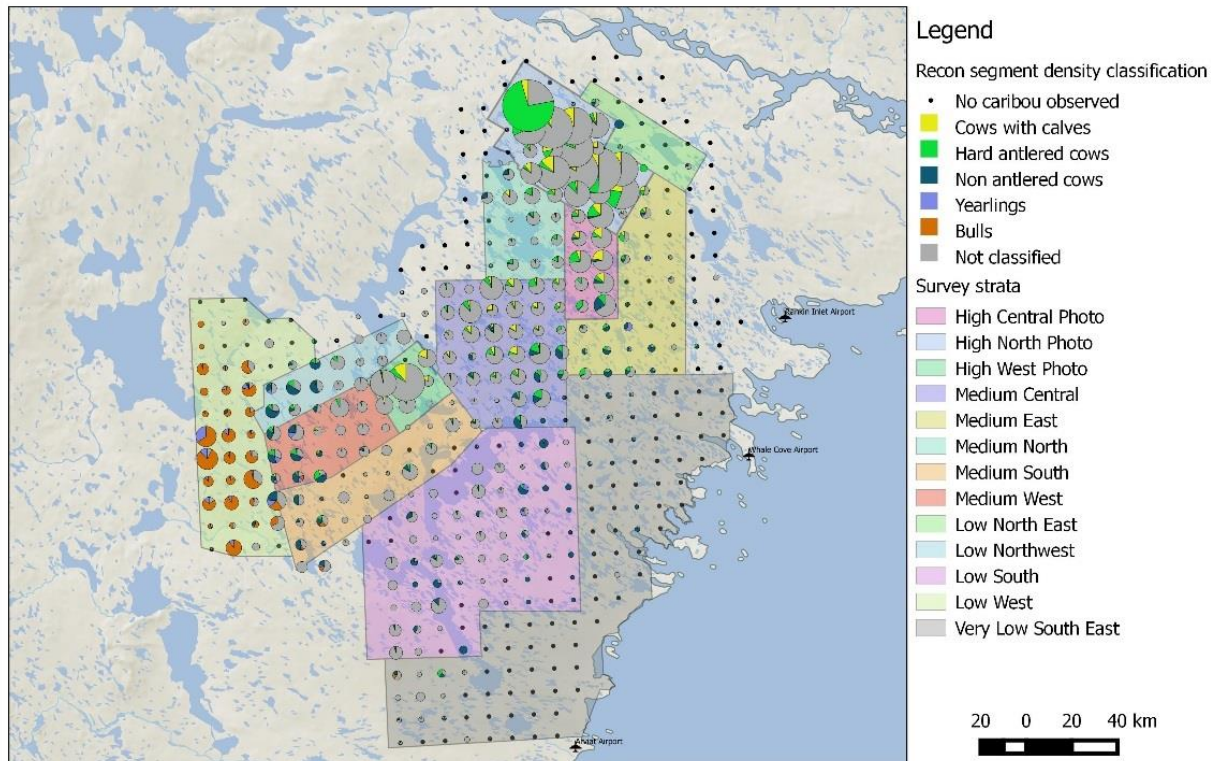 Legend
Recon segment density classification
No caribou observed
Cows with calves
Hard antlered cows
Non antlered cows
Yearlings
Bulls
Not classified
Survey strata
High Central Photo
High North Photo
High West Photo
Medium Central
Medium East
Medium North
Medium South
Medium West
Low North East
Low Northwest
Low South
Low West
Very Low South East
20 0 20 40 km
Rankin Inlet Airport
Whale Cove Airport
Arviat Airport